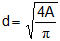 d = √(4A/π)